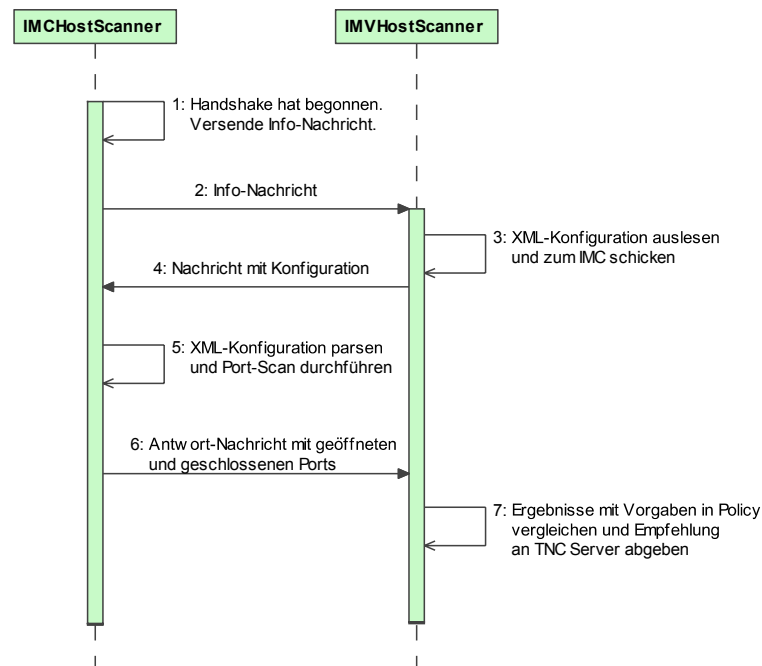 IMCHostScanner
IMVHostScanner
1: Handshake hat begonnen.
Versende Info-Nachricht.
2: Info-Nachricht
3: XML-Konfiguration auslesen
und zum IMC schicken
4: Nachricht mit Konfiguration
5: XML-Konfiguration parsen
und Port-Scan durchführen
6: Antwort-Nachricht mit geöffneten
und geschlossenen Ports
7: Ergebnisse mit Vorgaben in Policy
vergleichen und Empfehlung
an TNC Server abgeben